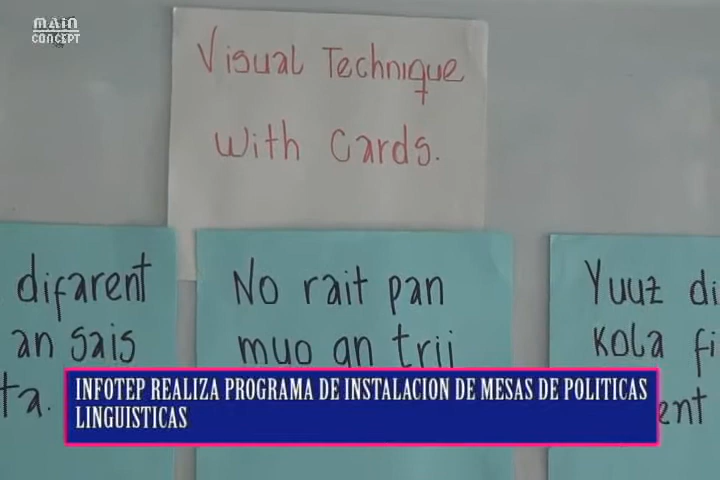 MAIN
CONCEPT
Visual Technique
With Cards.
difarent
an sais
ta.
No rait pan
muo an trii
Yuuz di
Kola fi
ent
INFOTEP REALIZA PROGRAMA DE INSTALACION DE MESAS DE POLITICAS
LINGUISTICAS